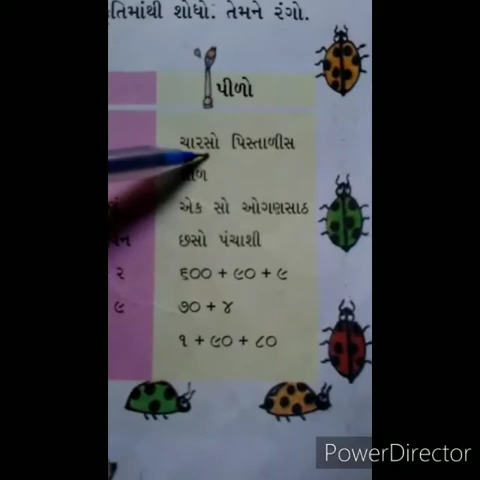 શોધો. તેમને રંગો.
પીળો
ચારસો પિસ્તાળીસ
એક સો ઓગણસાઠ
છસો પંચાશી
૨ ૬૦૦ + ૯૦ + ૯
૯ ૭૦ + ૪
૧ + ૯૦ + ૮૦
PowerDirector